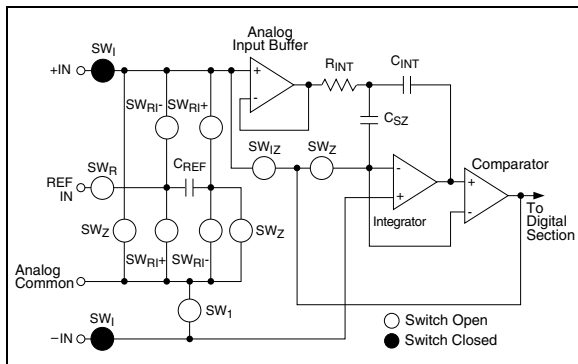 Analog
Input Buffer
SWI
+IN
RINT
CINT
+
-
SWRI-
SWRI+
CSZ
SWR
CREF
SWIZ
SWZ
REF
IN
Comparator
-
+
Integrator
+
-
To
Digital
Section
SWZ
SWRI+
SWRI-
SWZ
Analog
Common
SW1
SWI
−IN
Switch Open
Switch Closed